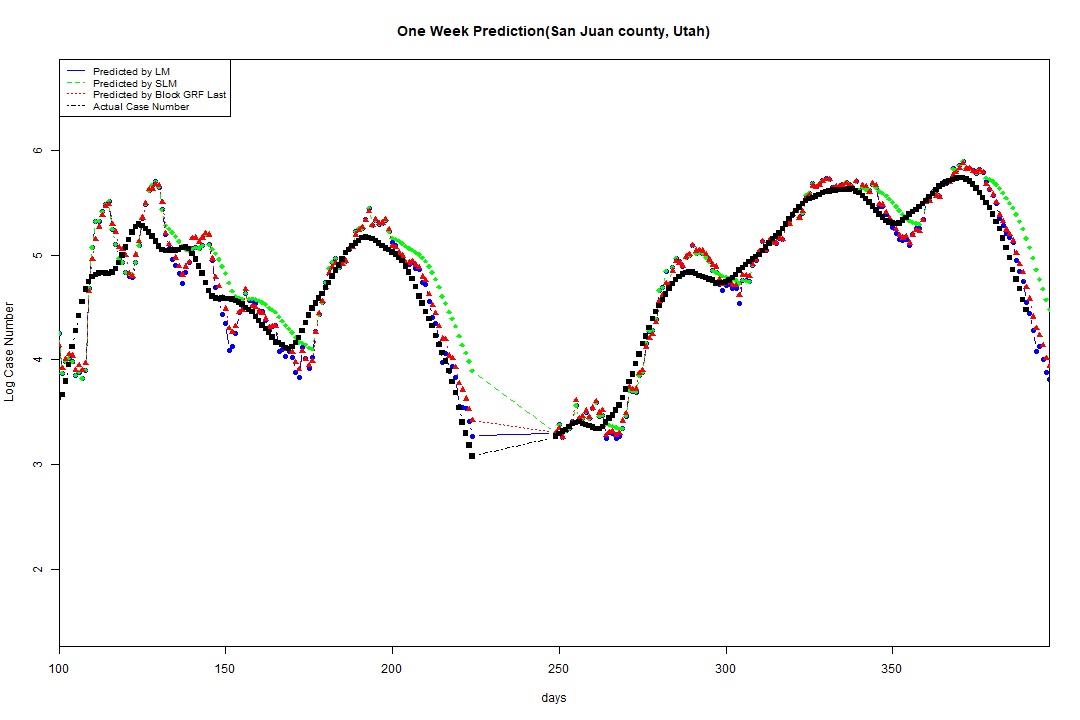 One Week Prediction(San Juan county, Utah)
Predicted by LM
Predicted by SLM
Predicted by Block GRF Last
Actual Case Number
6
5
4
3
2
Log Case Number
100 150 200 250 300 350
days